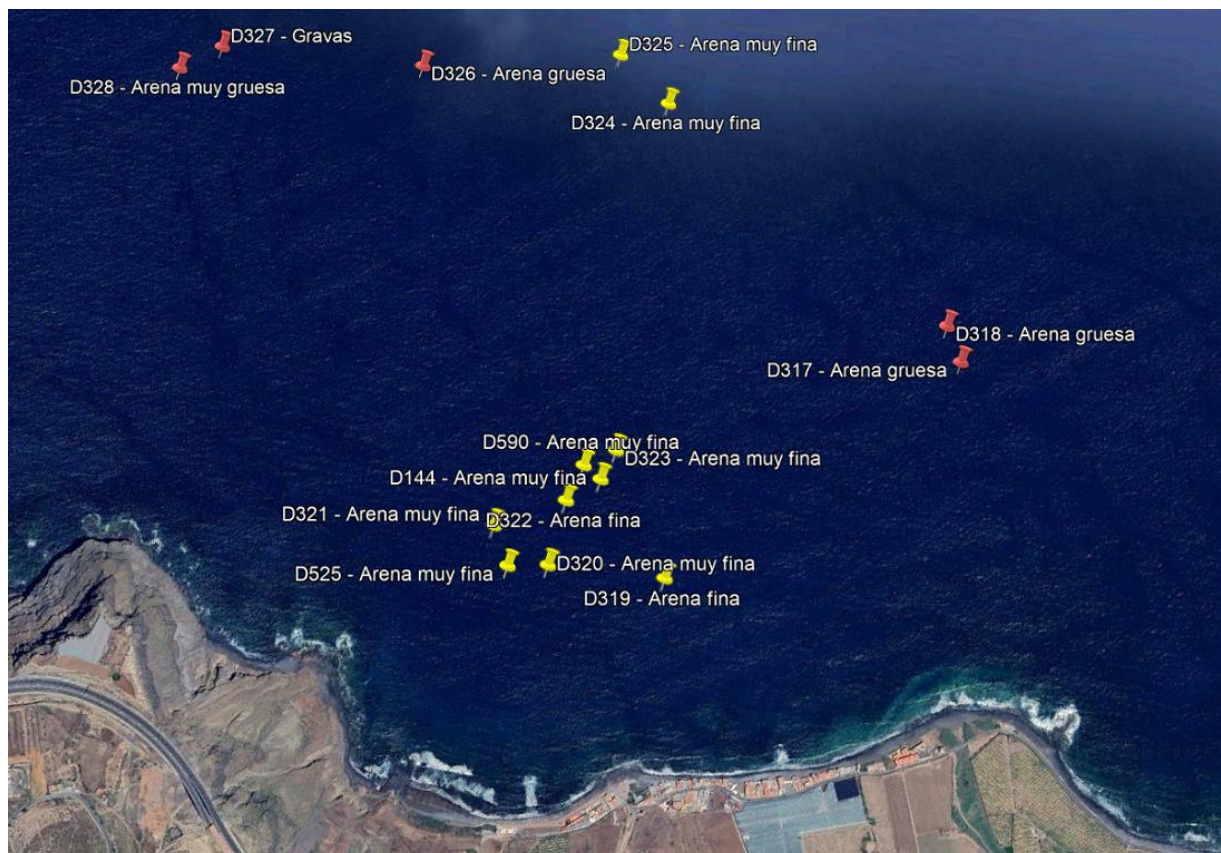 D327 - Gravas
D325 - Arena muy fina
D326 - Arena gruesa
D328 - Arena muy gruesa
D324 - Arena muy fina
D318 - Arena gruesa
D317 - Arena gruesa
D590 - Arena muy fina
D323 - Arena muy fina
D144 - Arena muy fina
D321 - Arena muy fina
D322 - Arena fina
D320 - Arena muy fina
D525 - Arena muy fina
D319 - Arena fina